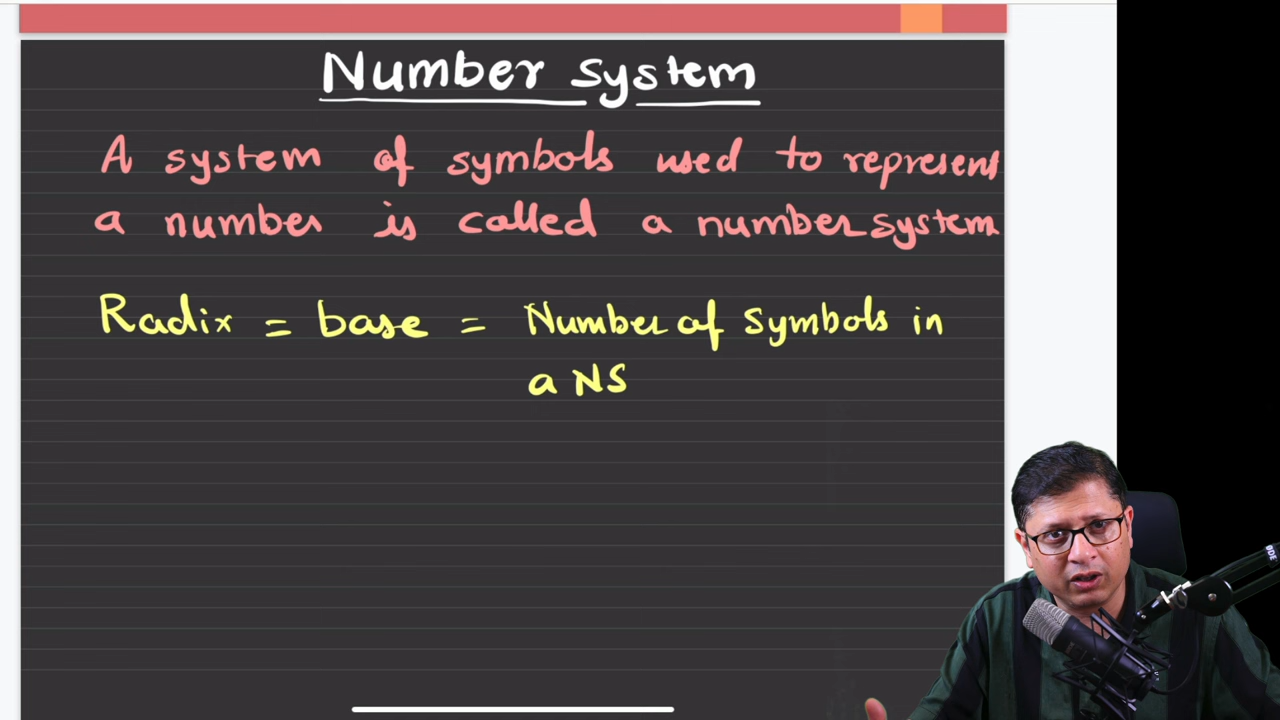 Number system
A system of symbols used to represent
a number is called a number system
Radix = base = Number of symbols in
a NS